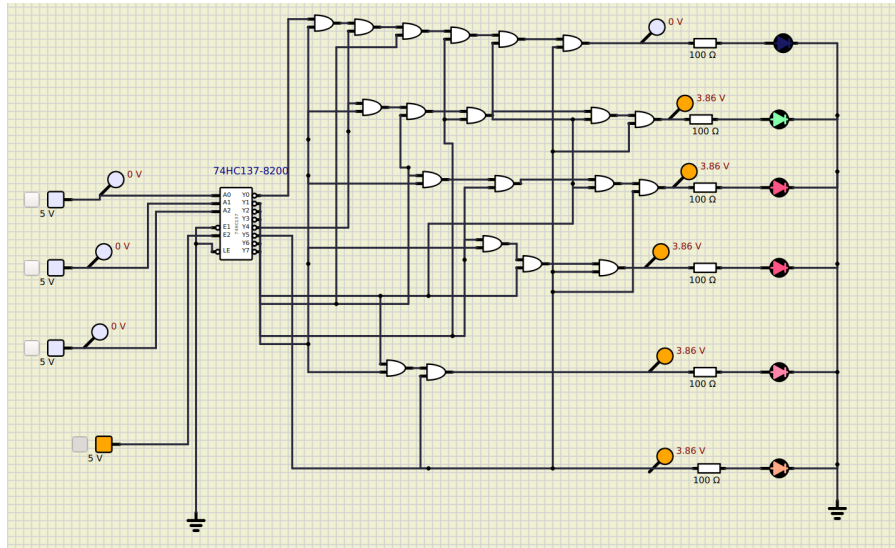 0 V
100 Ω
3.86 V
100 Ω
74HC137-8200
0 V
3.86 V
100 Ω
5 V
A0
A1
A2
E1
E2
LE
74HC137
Y0
Y1
Y2
Y3
Y4
Y5
Y6
Y7
0 V
5 V
3.86 V
100 Ω
0 V
5 V
3.86 V
100 Ω
5 V
3.86 V
100 Ω